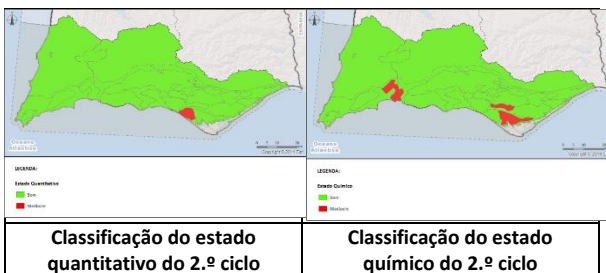 Oceano
Atlântico
LEGENDA:
Estado Quantitativo
Bom
Medíocre
Oceano
Atlântico
LEGENDA:
Estado Químico
Bom
Medíocre
Classificação do estado
quantitativo do 2.º ciclo
Classificação do estado
químico do 2.º ciclo